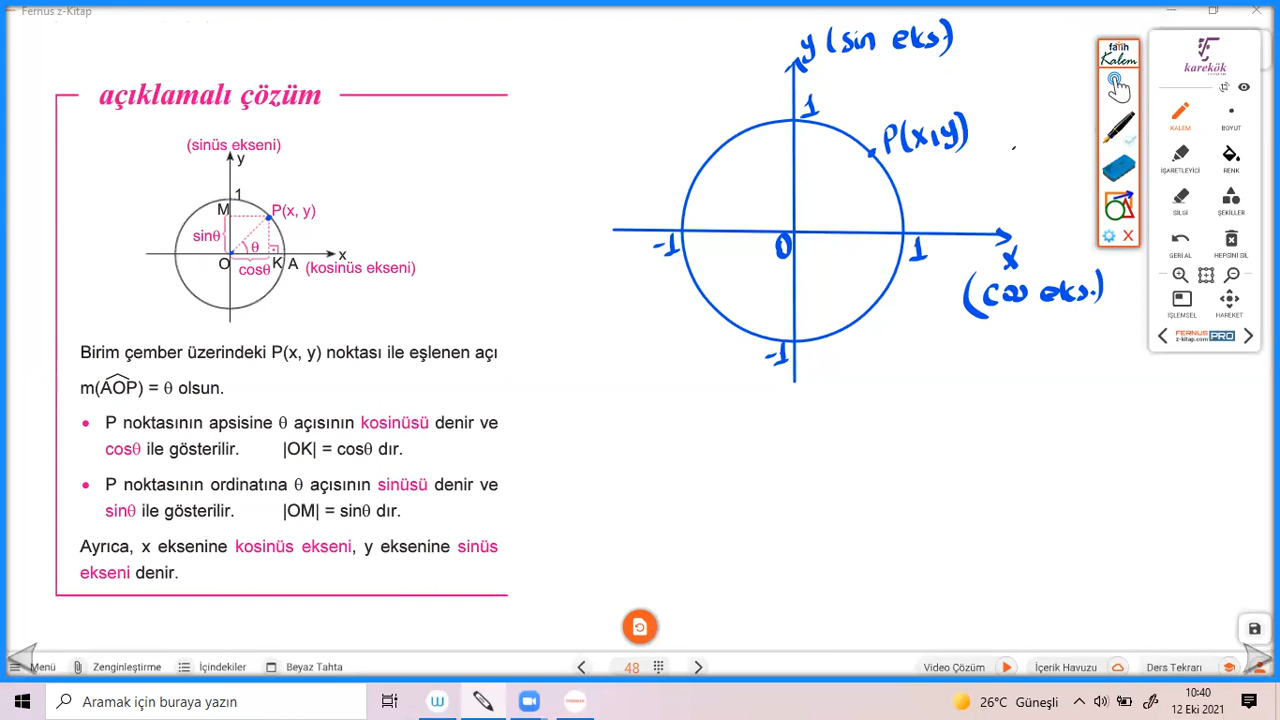 Fernus z-Kitap
açıklamalı çözüm
(sinüs ekseni)
y
1
M
P(x, y)
sinθ
θ
x
O
K
A
cosθ
(kosinüs ekseni)
Birim çember üzerindeki P(x, y) noktası ile eşlenen açı
m(AOP) = θ olsun.
• P noktasının apsisine θ açısının kosinüsü denir ve
cosθ ile gösterilir. |OK| = cosθ dır.
• P noktasının ordinatına θ açısının sinüsü denir ve
sinθ ile gösterilir. |OM| = sinθ dır.
Ayrıca, x eksenine kosinüs ekseni, y eksenine sinüs
ekseni denir.
y (sin eks.)
1
P(x,y)
-1
0
1
x
(cos eks.)
-1
fatih
Kalem
karekök
KALEM
BOYUT
İŞARETLEYİCİ
RENK
SİLGİ
ŞEKİLLER
GERİ AL
HEPSİNİ SİL
İŞLEMSEL
HAREKET
FERNUS
z-kitap.com
PRO
Menü
Zenginleştirme
İçindekiler
Beyaz Tahta
48
Video Çözüm
İçerik Havuzu
Ders Tekrarı
Aramak için buraya yazın
26°C Güneşli
10:40
12 Eki 2021